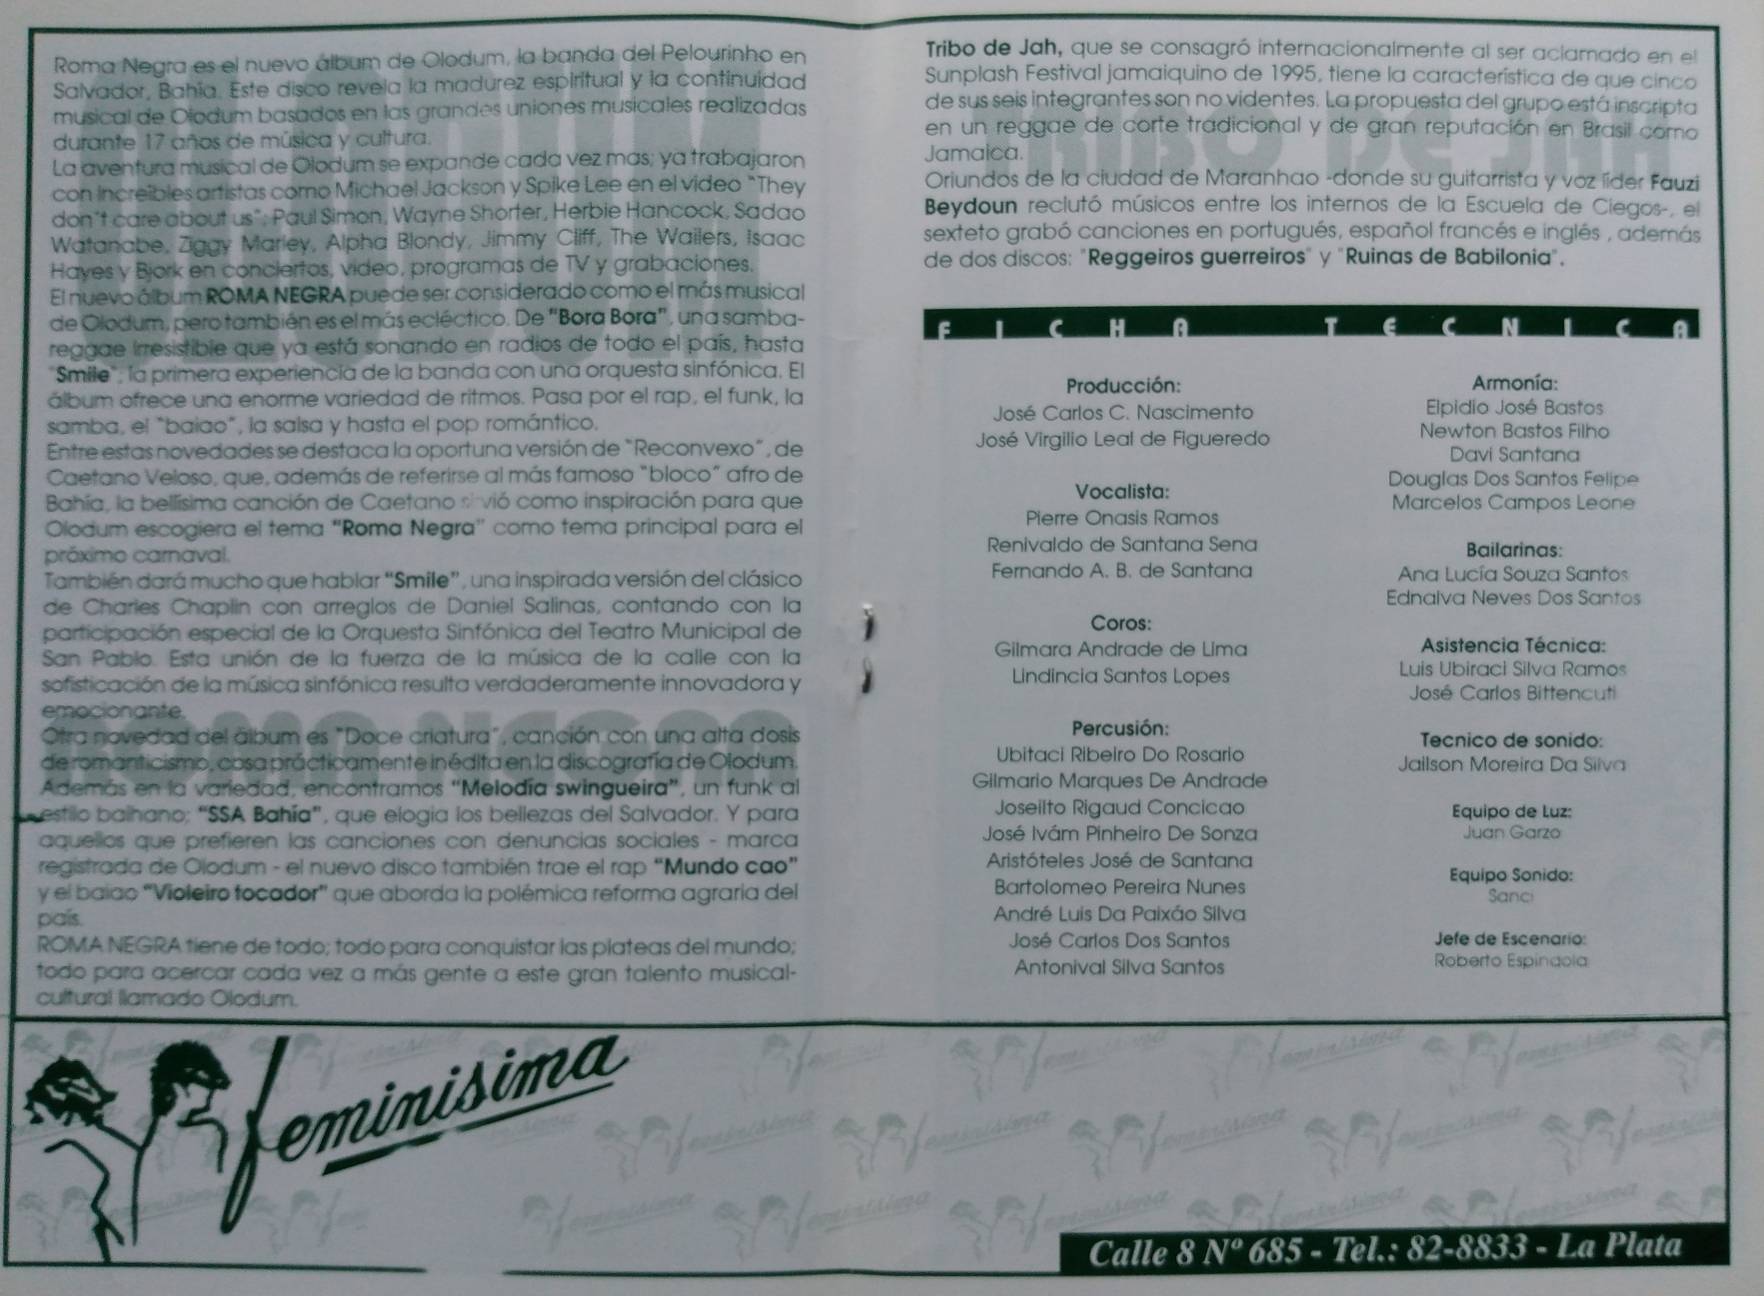 Roma Negra es el nuevo álbum de Olodum, la banda del Pelourinho en
Salvador, Bahía. Este disco revela la madurez espiritual y la continuidad
musical de Olodum basados en las grandes uniones musicales realizadas
durante 17 años de música y cultura.
La aventura musical de Olodum se expande cada vez mas; ya trabajaron
con increíbles artistas como Michael Jackson y Spike Lee en el video "They
don't care about us"; Paul Simon, Wayne Shorter, Herbie Hancock, Sadao
Watanabe, Ziggy Marley, Alpha Blondy, Jimmy Cliff, The Wailers, Isaac
Hayes y Bjork en conciertos, video, programas de TV y grabaciones.
El nuevo álbum ROMA NEGRA puede ser considerado como el más musical
de Olodum, pero también es el más ecléctico. De "Bora Bora", una samba-
reggae irresistible que ya está sonando en radios de todo el país, hasta
"Smile", la primera experiencia de la banda con una orquesta sinfónica. El
álbum ofrece una enorme variedad de ritmos. Pasa por el rap, el funk, la
samba, el "baiao", la salsa y hasta el pop romántico.
Entre estas novedades se destaca la oportuna versión de "Reconvexo", de
Caetano Veloso, que, además de referirse al más famoso "bloco" afro de
Bahía, la bellísima canción de Caetano sirvió como inspiración para que
Olodum escogiera el tema "Roma Negra" como tema principal para el
próximo carnaval.
También dará mucho que hablar "Smile", una inspirada versión del clásico
de Charles Chaplin con arreglos de Daniel Salinas, contando con la
participación especial de la Orquesta Sinfónica del Teatro Municipal de
San Pablo. Esta unión de la fuerza de la música de la calle con la
sofisticación de la música sinfónica resulta verdaderamente innovadora y
emocionante.
Otra novedad del álbum es "Doce criatura", canción con una alta dosis
de romanticismo, cosa prácticamente inédita en la discografía de Olodum.
Además en la variedad, encontramos "Melodía swingueira", un funk al
estilo baihano; "SSA Bahía", que elogia los bellezas del Salvador. Y para
aquellos que prefieren las canciones con denuncias sociales - marca
registrada de Olodum - el nuevo disco también trae el rap "Mundo cao"
y el baiao "Violeiro tocador" que aborda la polémica reforma agraria del
país.
ROMA NEGRA tiene de todo; todo para conquistar las plateas del mundo;
todo para acercar cada vez a más gente a este gran talento musical-
cultural llamado Olodum.
OLODUM
ROMA NEGRA
Tribo de Jah, que se consagró internacionalmente al ser aclamado en el
Sunplash Festival jamaiquino de 1995, tiene la característica de que cinco
de sus seis integrantes son no videntes. La propuesta del grupo está inscripta
en un reggae de corte tradicional y de gran reputación en Brasil como
Jamaica.
Oriundos de la ciudad de Maranhao -donde su guitarrista y voz líder Fauzi
Beydoun reclutó músicos entre los internos de la Escuela de Ciegos-, el
sexteto grabó canciones en portugués, español francés e inglés , además
de dos discos: "Reggeiros guerreiros" y "Ruinas de Babilonia".
TRIBO DE JAH
FICHA TECNICA
Producción:
José Carlos C. Nascimento
José Virgilio Leal de Figueredo
Vocalista:
Pierre Onasis Ramos
Renivaldo de Santana Sena
Fernando A. B. de Santana
Coros:
Gilmara Andrade de Lima
Lindincia Santos Lopes
Percusión:
Ubitaci Ribeiro Do Rosario
Gilmario Marques De Andrade
Joseilto Rigaud Concicao
José Ivám Pinheiro De Sonza
Aristóteles José de Santana
Bartolomeo Pereira Nunes
André Luis Da Paixáo Silva
José Carlos Dos Santos
Antonival Silva Santos
Armonía:
Elpidio José Bastos
Newton Bastos Filho
Davi Santana
Douglas Dos Santos Felipe
Marcelos Campos Leone
Bailarinas:
Ana Lucía Souza Santos
Ednalva Neves Dos Santos
Asistencia Técnica:
Luis Ubiraci Silva Ramos
José Carlos Bittencuti
Tecnico de sonido:
Jailson Moreira Da Silva
Equipo de Luz:
Juan Garzo
Equipo Sonido:
Sanci
Jefe de Escenario:
Roberto Espindola
feminisima
Calle 8 Nº 685 - Tel.: 82-8833 - La Plata